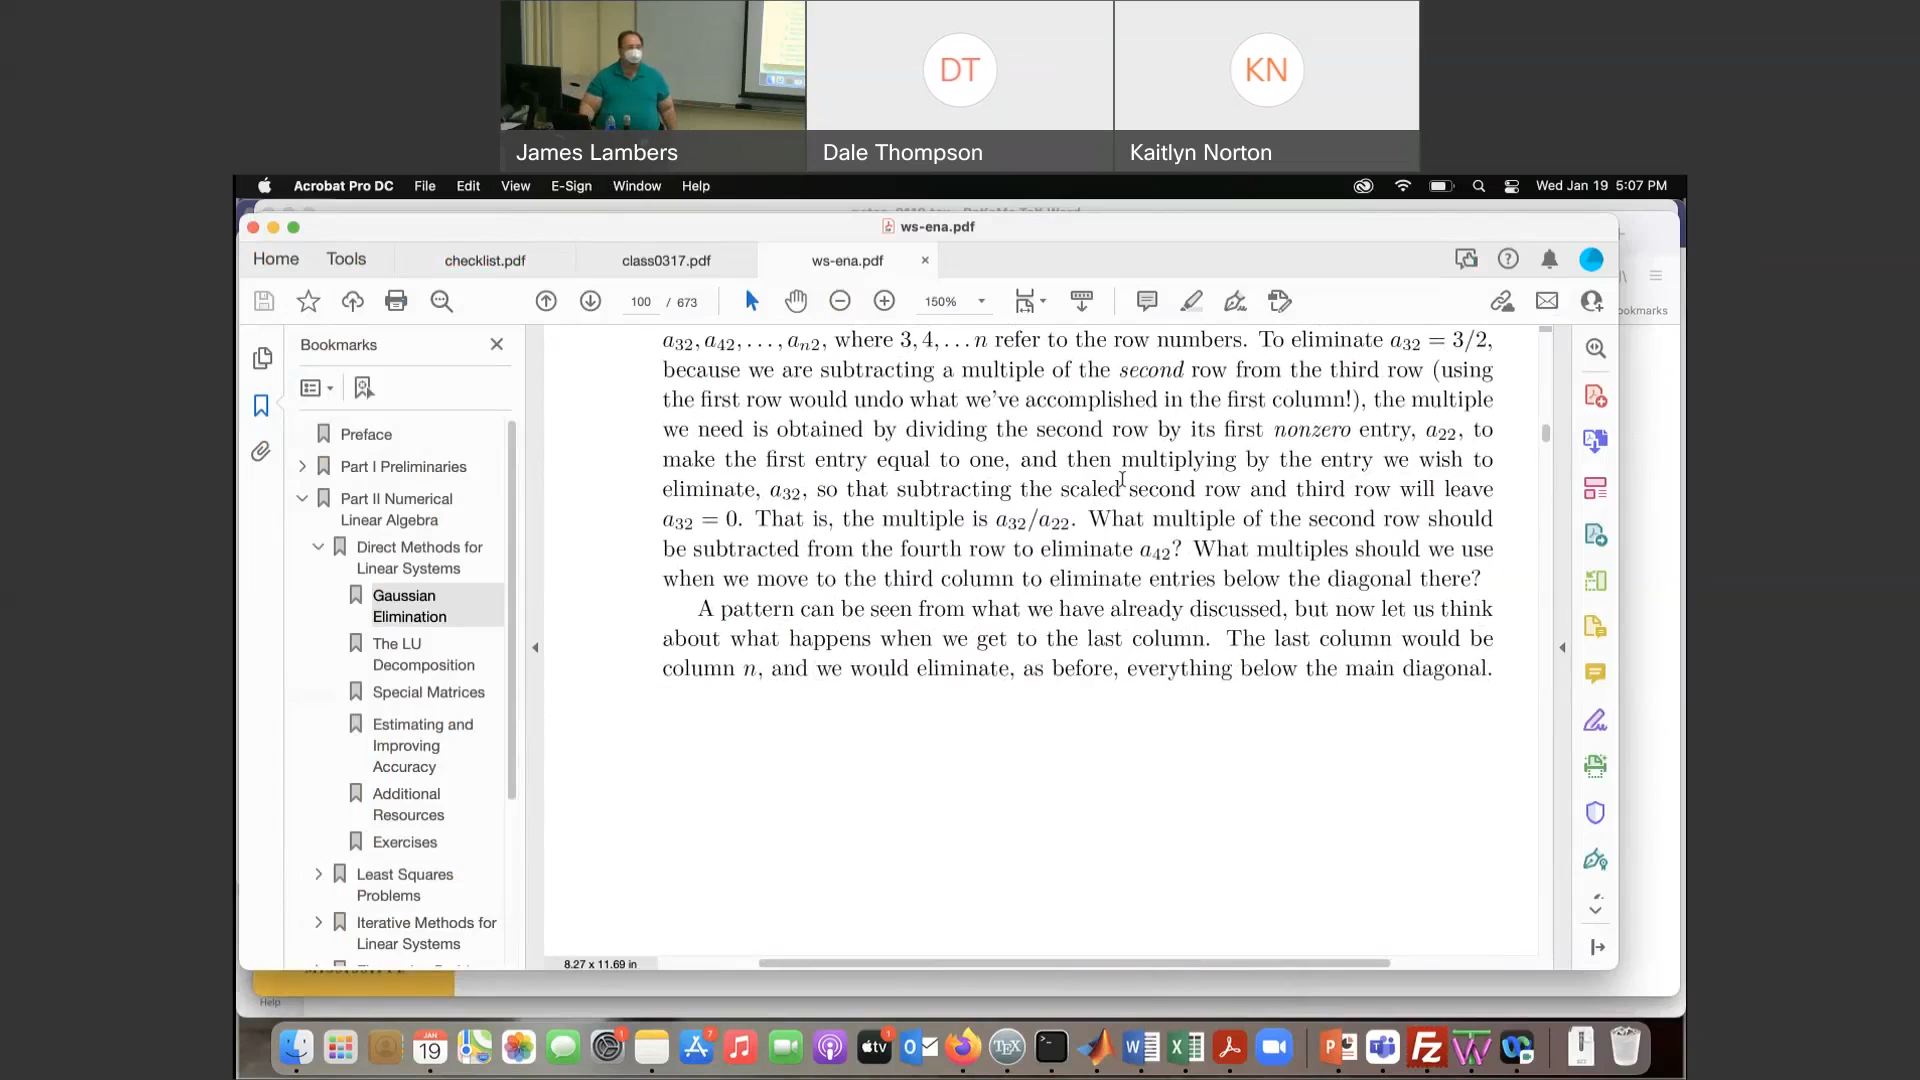 DT
KN
James Lambers
Dale Thompson
Kaitlyn Norton
Acrobat Pro DC File Edit View E-Sign Window Help
Wed Jan 19 5:07 PM
ws-ena.pdf
Home Tools checklist.pdf class0317.pdf ws-ena.pdf ×
100 / 673 150%
ookmarks
Bookmarks
Preface
Part I Preliminaries
Part II Numerical
Linear Algebra
Direct Methods for
Linear Systems
Gaussian
Elimination
The LU
Decomposition
Special Matrices
Estimating and
Improving
Accuracy
Additional
Resources
Exercises
Least Squares
Problems
Iterative Methods for
Linear Systems
a₃₂, a₄₂, . . . , aₙ₂, where 3, 4, . . . n refer to the row numbers. To eliminate a₃₂ = 3/2,
because we are subtracting a multiple of the second row from the third row (using
the first row would undo what we've accomplished in the first column!), the multiple
we need is obtained by dividing the second row by its first nonzero entry, a₂₂, to
make the first entry equal to one, and then multiplying by the entry we wish to
eliminate, a₃₂, so that subtracting the scaled second row and third row will leave
a₃₂ = 0. That is, the multiple is a₃₂/a₂₂. What multiple of the second row should
be subtracted from the fourth row to eliminate a₄₂? What multiples should we use
when we move to the third column to eliminate entries below the diagonal there?
A pattern can be seen from what we have already discussed, but now let us think
about what happens when we get to the last column. The last column would be
column n, and we would eliminate, as before, everything below the main diagonal.
8.27 x 11.69 in
Help
JAN
19
1
7
tv
1
TEX
W
X
P
Fz